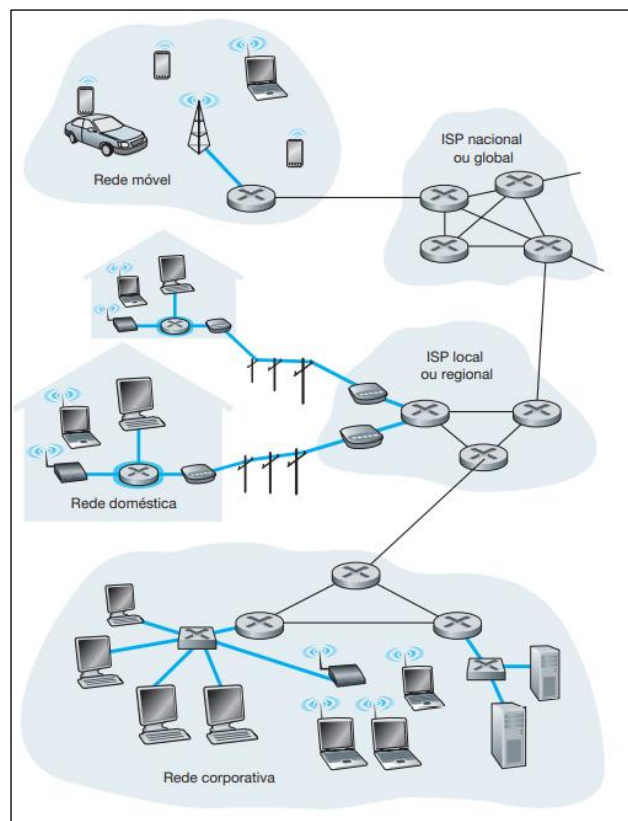 ISP nacional
ou global
Rede móvel
ISP local
ou regional
Rede doméstica
Rede corporativa